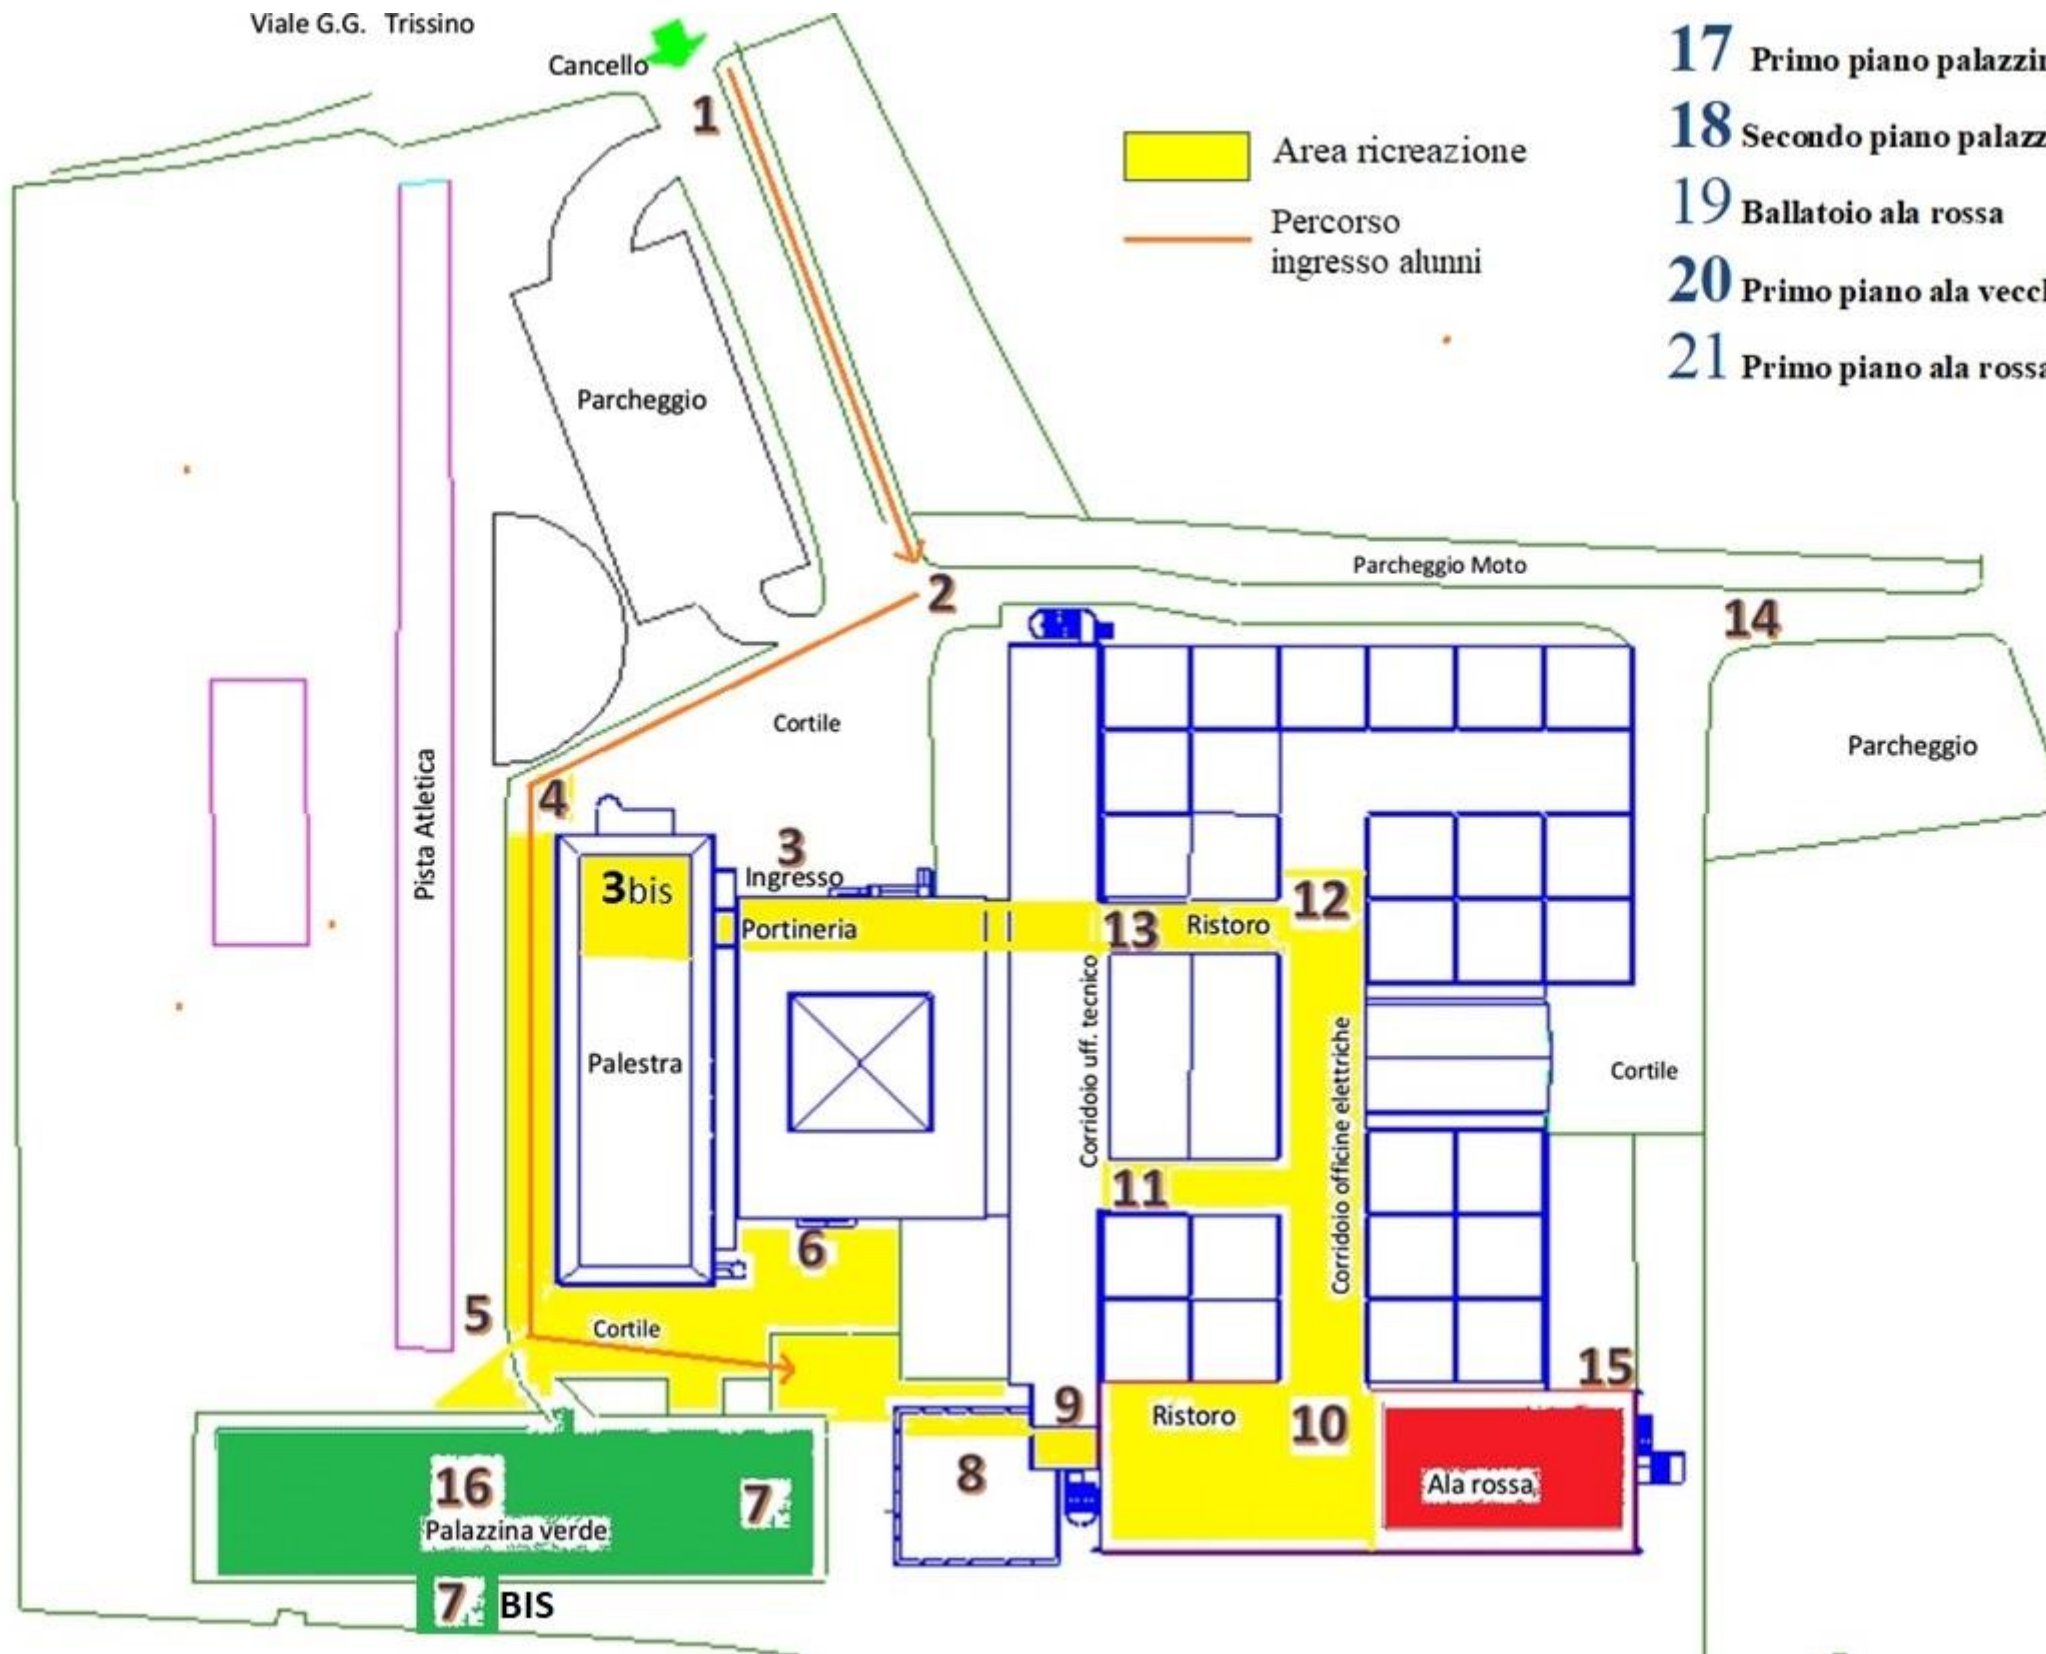 Viale G.G. Trissino
Cancello
1
17 Primo piano
18 Secondo piano
19 Ballatoio ala rossa
20 Primo piano ala
21 Primo piano ala rossa
Area ricreazione
Percorso
ingresso alunni
Parcheggio
Parcheggio Moto
2
14
Cortile
Parcheggio
Pista Atletica
4
3
Ingresso
3bis
Portineria
13
Ristoro
12
Corridoio uff. tecnico
Palestra
Corridoio officine elettriche
Cortile
11
6
5
Cortile
15
9
Ristoro
10
8
Ala rossa
16
7
Palazzina verde
7 BIS